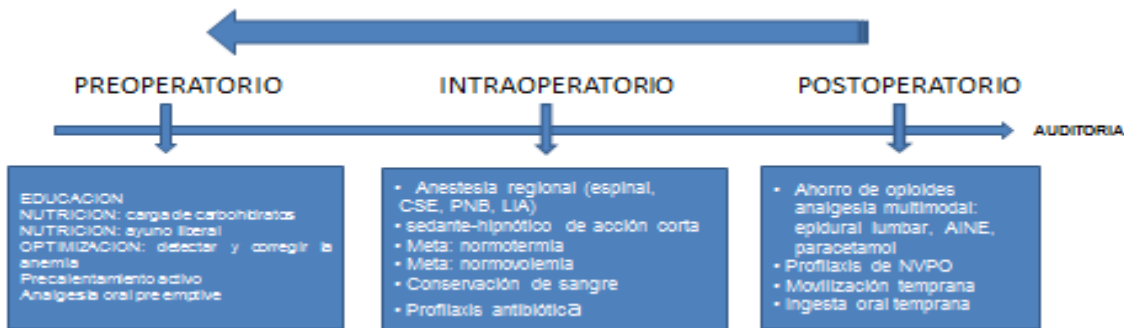 PREOPERATORIO
INTRAOPERATORIO
POSTOPERATORIO
AUDITORIA
EDUCACION
NUTRICION: carga de carbohidratos
NUTRICION: ayuno liberal
OPTIMIZACION: detectar y corregir la
anemia
Precalentamiento activo
Analgesia oral pre emptive
• Anestesia regional (espinal,
CSE, PNB, LIA)
• sedante-hipnótico de acción corta
• Meta: normotermia
• Meta: normovolemia
• Conservación de sangre
• Profilaxis antibiótica
• Ahorro de opioides
analgesia multimodal:
epidural lumbar, AINE,
paracetamol
• Profilaxis de NVPO
• Movilización temprana
• Ingesta oral temprana